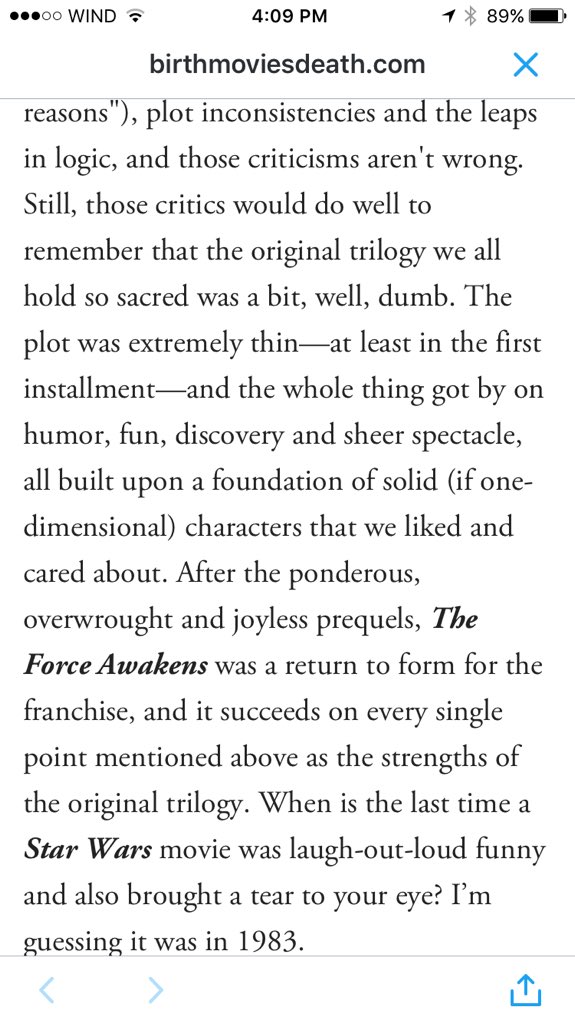 WIND 4:09 PM 89%
birthmoviesdeath.com
reasons"), plot inconsistencies and the leaps
in logic, and those criticisms aren't wrong.
Still, those critics would do well to
remember that the original trilogy we all
hold so sacred was a bit, well, dumb. The
plot was extremely thin—at least in the first
installment—and the whole thing got by on
humor, fun, discovery and sheer spectacle,
all built upon a foundation of solid (if one-
dimensional) characters that we liked and
cared about. After the ponderous,
overwrought and joyless prequels, The
Force Awakens was a return to form for the
franchise, and it succeeds on every single
point mentioned above as the strengths of
the original trilogy. When is the last time a
Star Wars movie was laugh-out-loud funny
and also brought a tear to your eye? I’m
guessing it was in 1983.